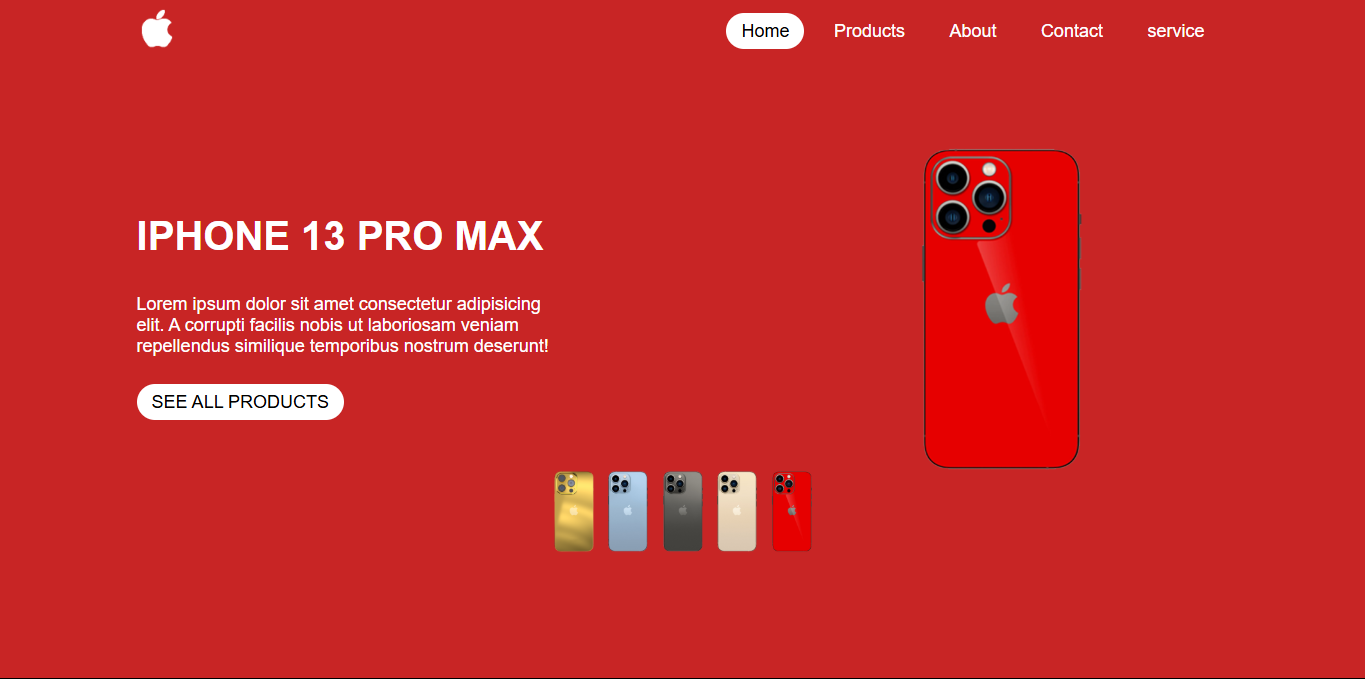 Home Products About Contact service
IPHONE 13 PRO MAX
Lorem ipsum dolor sit amet consectetur adipisicing
elit. A corrupti facilis nobis ut laboriosam veniam
repellendus similique temporibus nostrum deserunt!
SEE ALL PRODUCTS